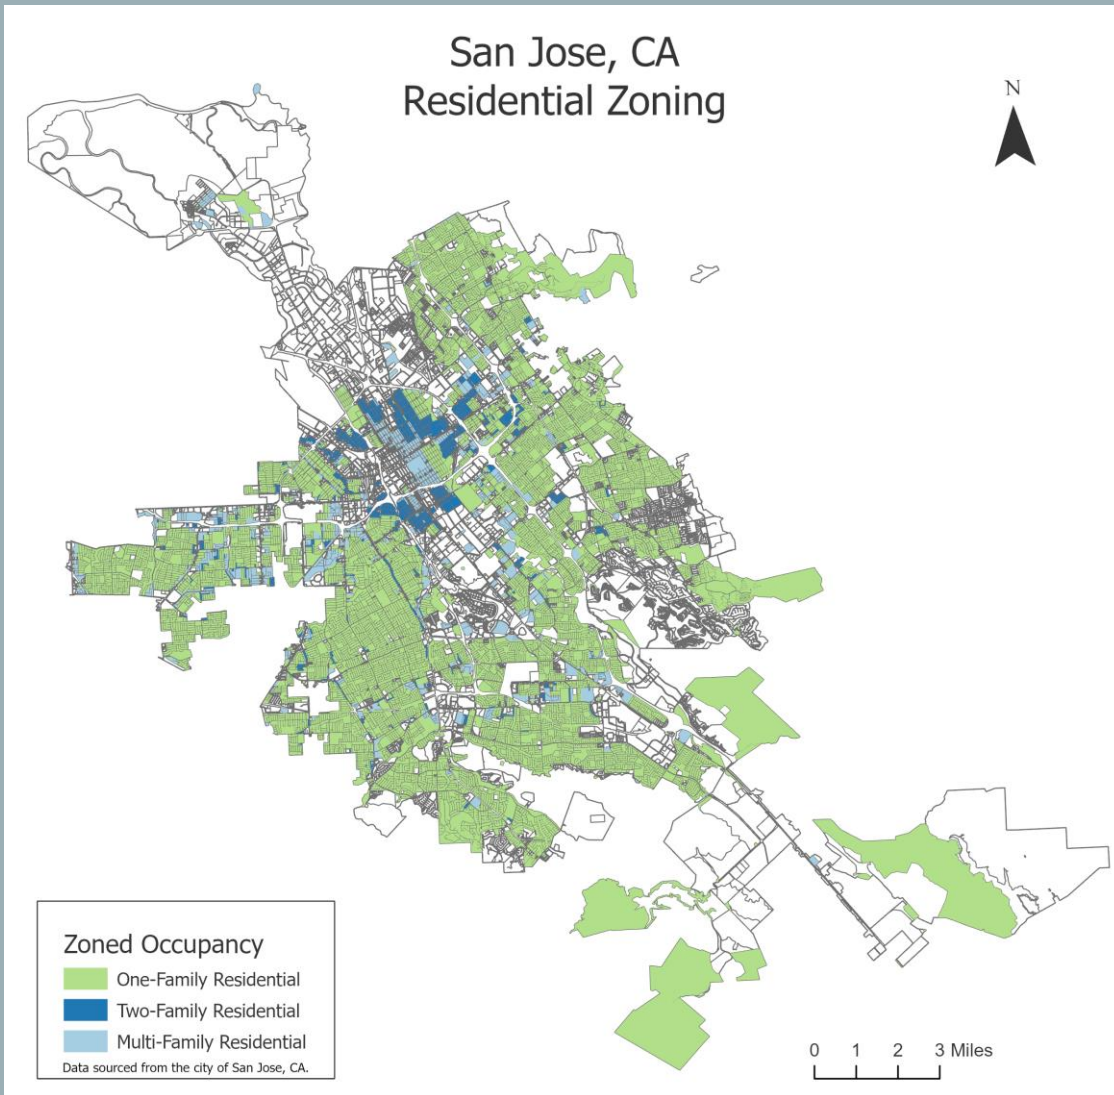 San Jose, CA
Residential Zoning
N
Zoned Occupancy
One-Family Residential
Two-Family Residential
Multi-Family Residential
Data sourced from the city of San Jose, CA.
0 1 2 3 Miles